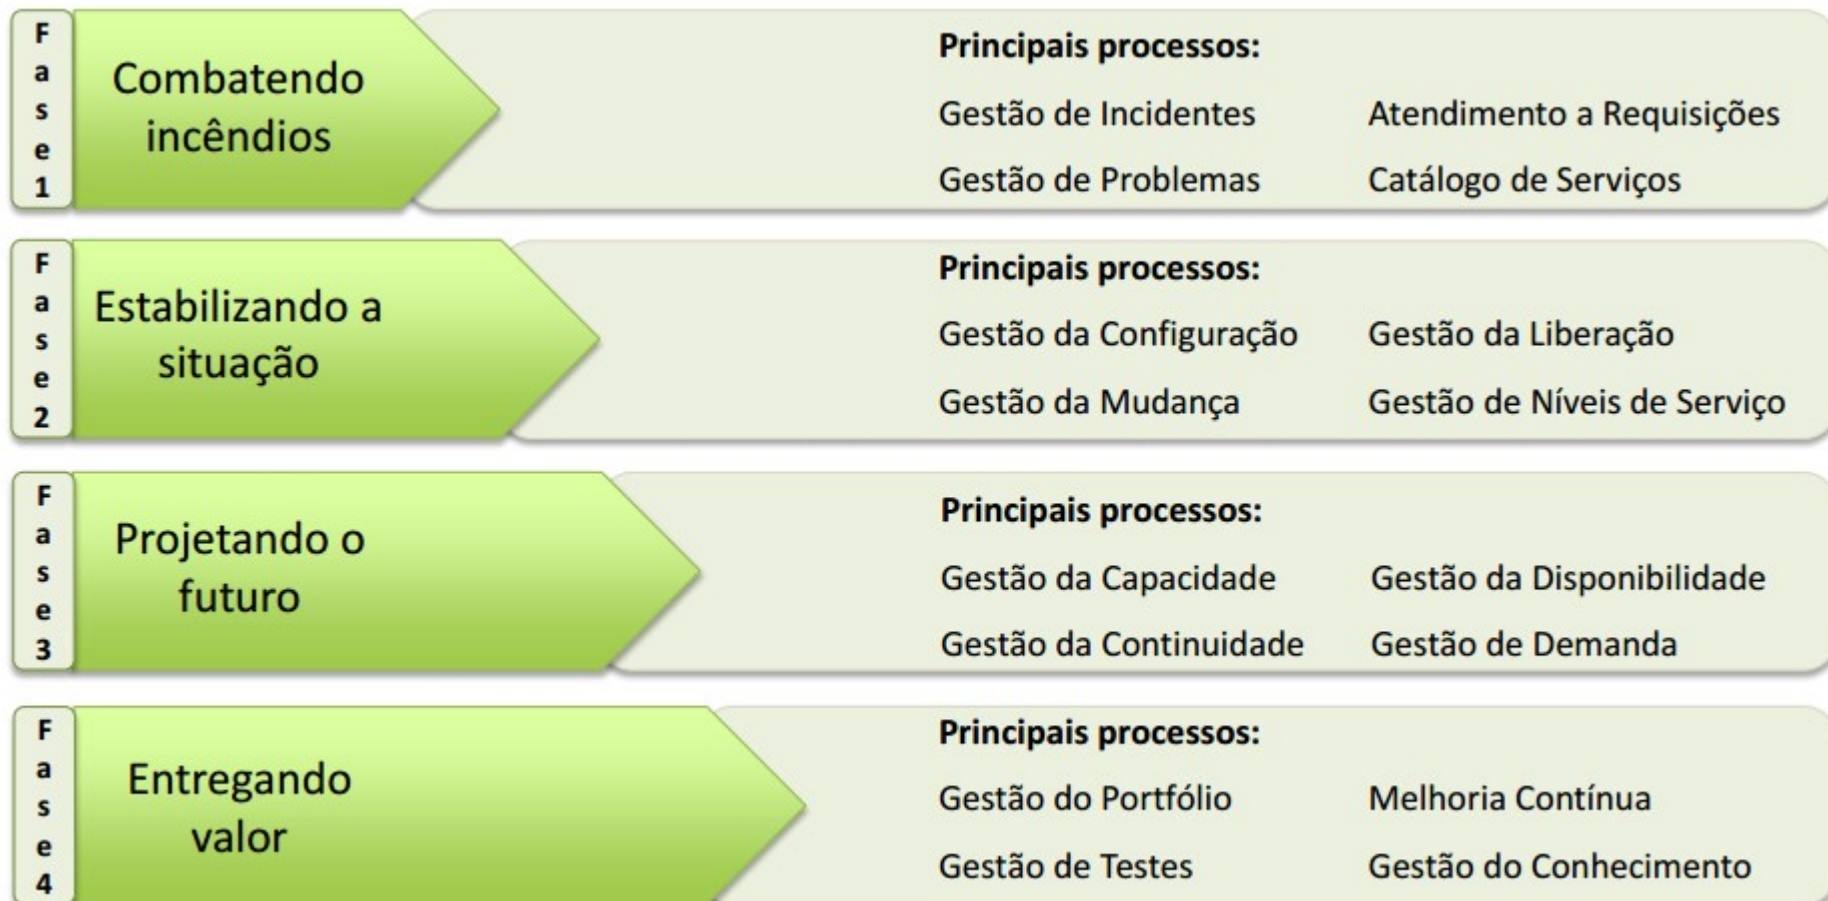 Fase 1
Combatendo
incêndios
Principais processos:
Gestão de Incidentes Atendimento a Requisições
Gestão de Problemas Catálogo de Serviços
Fase 2
Estabilizando a
situação
Principais processos:
Gestão da Configuração Gestão da Liberação
Gestão da Mudança Gestão de Níveis de Serviço
Fase 3
Projetando o
futuro
Principais processos:
Gestão da Capacidade Gestão da Disponibilidade
Gestão da Continuidade Gestão de Demanda
Fase 4
Entregando
valor
Principais processos:
Gestão do Portfólio Melhoria Contínua
Gestão de Testes Gestão do Conhecimento